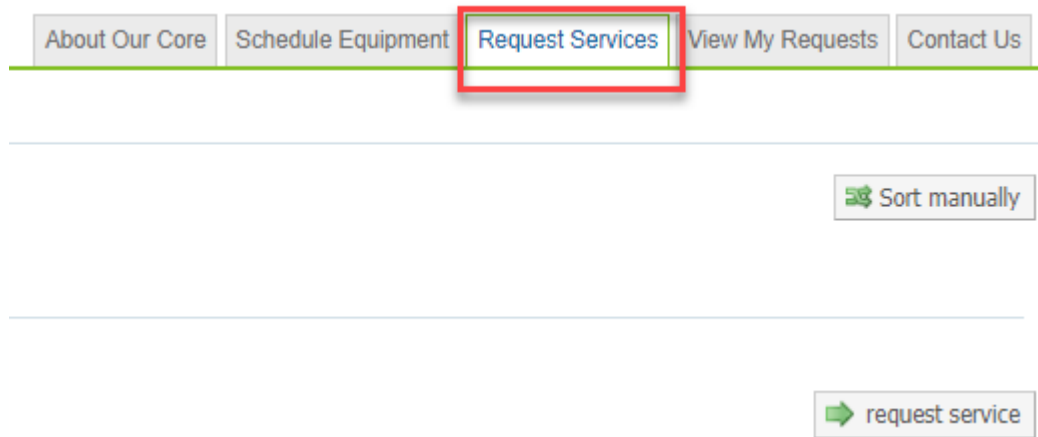 About Our Core Schedule Equipment Request Services View My Requests Contact Us
Sort manually
request service